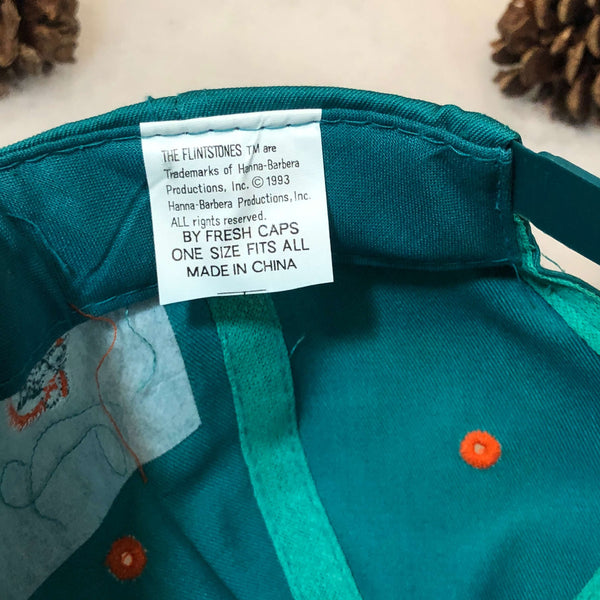 THE FLINTSTONES TM are
Trademarks of Hanna-Barbera
Productions, Inc. © 1993
Hanna-Barbera Productions, Inc.
ALL rights reserved.
BY FRESH CAPS
ONE SIZE FITS ALL
MADE IN CHINA